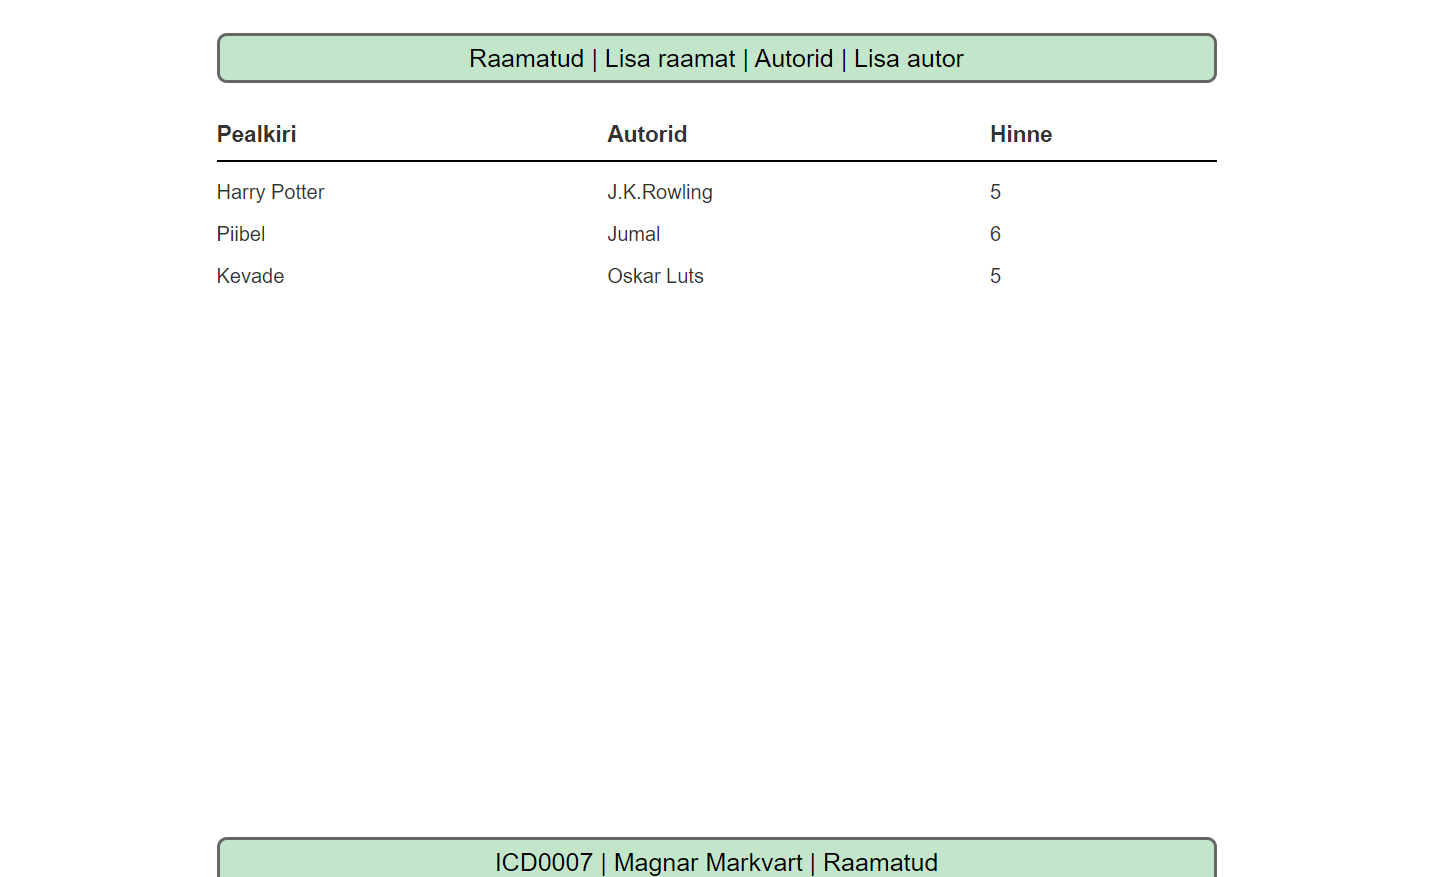 Raamatud | Lisa raamat | Autorid | Lisa autor
Pealkiri Autorid Hinne
Harry Potter J.K.Rowling 5
Piibel Jumal 6
Kevade Oskar Luts 5
ICD0007 | Magnar Markvart | Raamatud